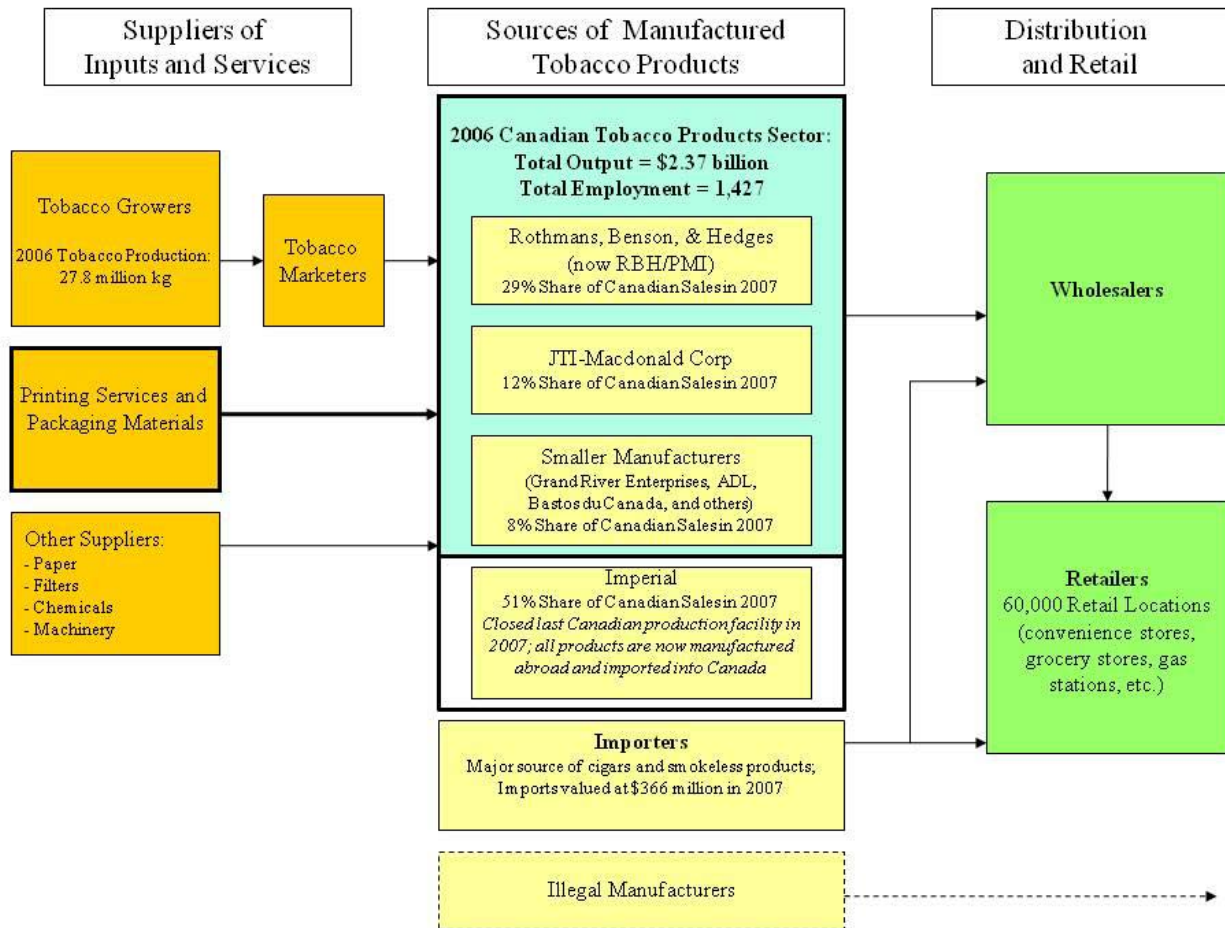 Suppliers of
Inputs and Services
Sources of Manufactured
Tobacco Products
Distribution
and Retail
Tobacco Growers
2006 Tobacco Production:
27.8 million kg
Tobacco
Marketers
Printing Services and
Packaging Materials
Other Suppliers:
- Paper
- Filters
- Chemicals
- Machinery
2006 Canadian Tobacco Products Sector:
Total Output = $2.37 billion
Total Employment = 1,427
Rothmans, Benson, & Hedges
(now RBH/PMI)
29% Share of Canadian Sales in 2007
JTI-Macdonald Corp
12% Share of Canadian Sales in 2007
Smaller Manufacturers
(Grand River Enterprises, ADL,
Bastos du Canada, and others)
8% Share of Canadian Sales in 2007
Imperial
51% Share of Canadian Sales in 2007
Closed last Canadian production facility in
2007; all products are now manufactured
abroad and imported into Canada
Importers
Major source of cigars and smokeless products;
Imports valued at $366 million in 2007
Illegal Manufacturers
Wholesalers
Retailers
60,000 Retail Locations
(convenience stores,
grocery stores, gas
stations, etc.)